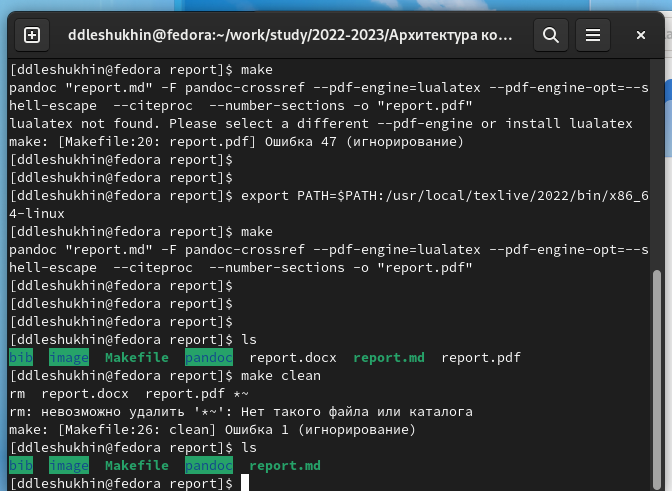 ddleshukhin@fedora:~/work/study/2022-2023/Архитектура ко...
[ddleshukhin@fedora report]$ make
pandoc "report.md" -F pandoc-crossref --pdf-engine=lualatex --pdf-engine-opt=--s
hell-escape  --citeproc  --number-sections -o "report.pdf"
lualatex not found. Please select a different --pdf-engine or install lualatex
make: [Makefile:20: report.pdf] Ошибка 47 (игнорирование)
[ddleshukhin@fedora report]$
[ddleshukhin@fedora report]$
[ddleshukhin@fedora report]$ export PATH=$PATH:/usr/local/texlive/2022/bin/x86_6
4-linux
[ddleshukhin@fedora report]$ make
pandoc "report.md" -F pandoc-crossref --pdf-engine=lualatex --pdf-engine-opt=--s
hell-escape  --citeproc  --number-sections -o "report.pdf"
[ddleshukhin@fedora report]$
[ddleshukhin@fedora report]$
[ddleshukhin@fedora report]$
[ddleshukhin@fedora report]$ ls
bib  image  Makefile  pandoc  report.docx  report.md  report.pdf
[ddleshukhin@fedora report]$ make clean
rm  report.docx  report.pdf *~
rm: невозможно удалить '*~': Нет такого файла или каталога
make: [Makefile:26: clean] Ошибка 1 (игнорирование)
[ddleshukhin@fedora report]$ ls
bib  image  Makefile  pandoc  report.md
[ddleshukhin@fedora report]$